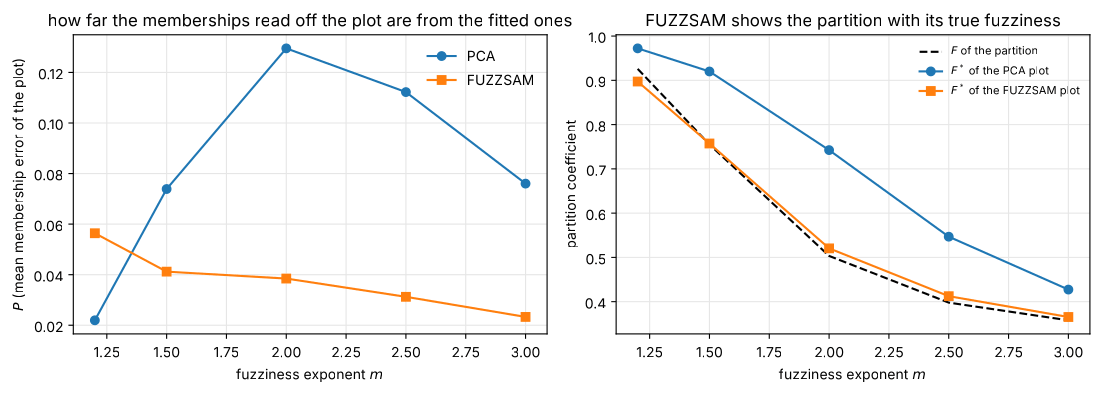 how far the memberships read off the plot are from the fitted ones
P (mean membership error of the plot)
0.12
0.10
0.08
0.06
0.04
0.02
PCA
FUZZSAM
1.25 1.50 1.75 2.00 2.25 2.50 2.75 3.00
fuzziness exponent m
FUZZSAM shows the partition with its true fuzziness
partition coefficient
1.0
0.9
0.8
0.7
0.6
0.5
0.4
F of the partition
F* of the PCA plot
F* of the FUZZSAM plot
1.25 1.50 1.75 2.00 2.25 2.50 2.75 3.00
fuzziness exponent m